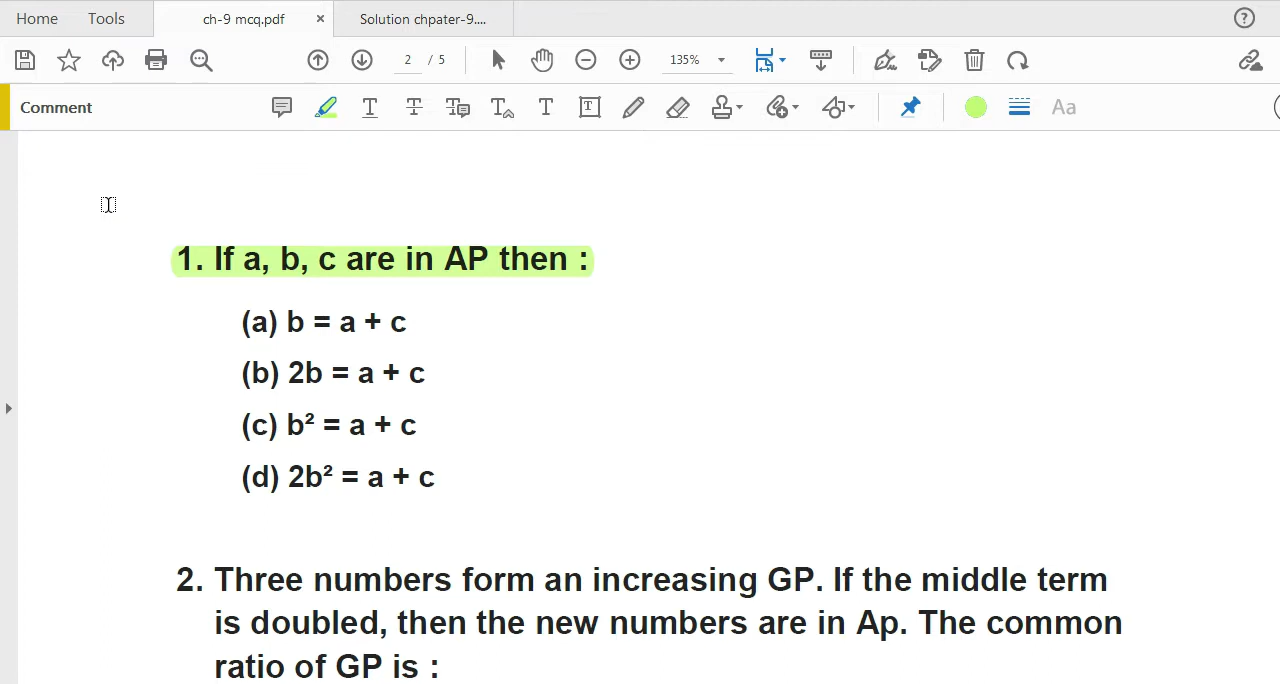 Home Tools ch-9 mcq.pdf × Solution chpater-9....
2 / 5 135%
Comment Aa
1. If a, b, c are in AP then :
(a) b = a + c
(b) 2b = a + c
(c) b² = a + c
(d) 2b² = a + c
2. Three numbers form an increasing GP. If the middle term
is doubled, then the new numbers are in Ap. The common
ratio of GP is :